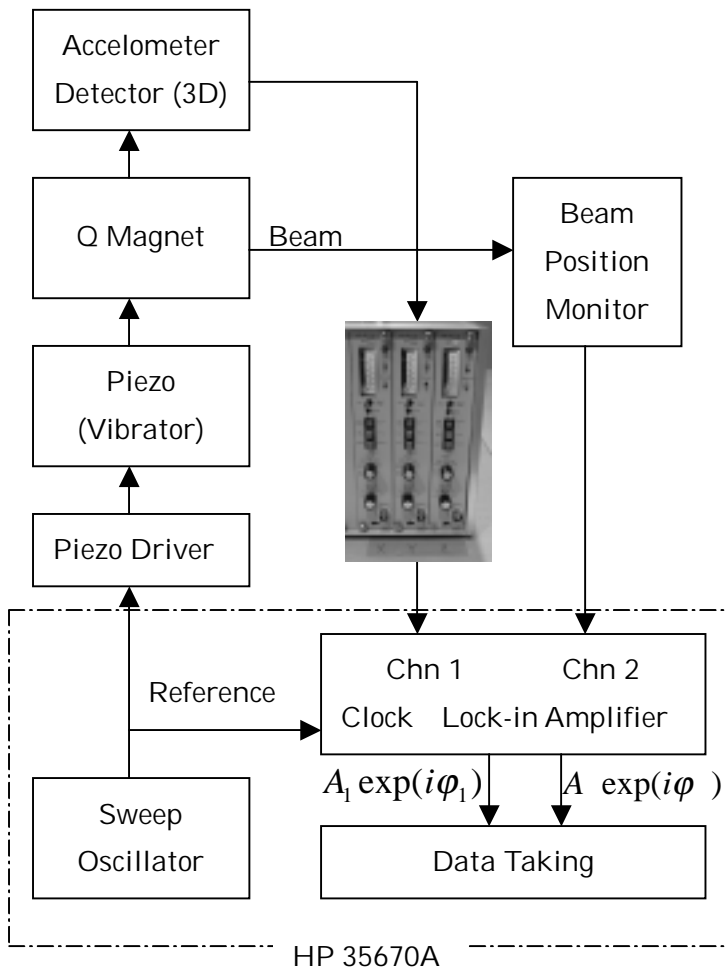 Accelometer
Detector (3D)
Q Magnet
Beam
Beam
Position
Monitor
Piezo
(Vibrator)
Piezo Driver
Chn 1 Chn 2
Reference
Clock Lock-in Amplifier
A₁ exp(iφ₁) A exp(iφ )
Sweep
Oscillator
Data Taking
HP 35670A